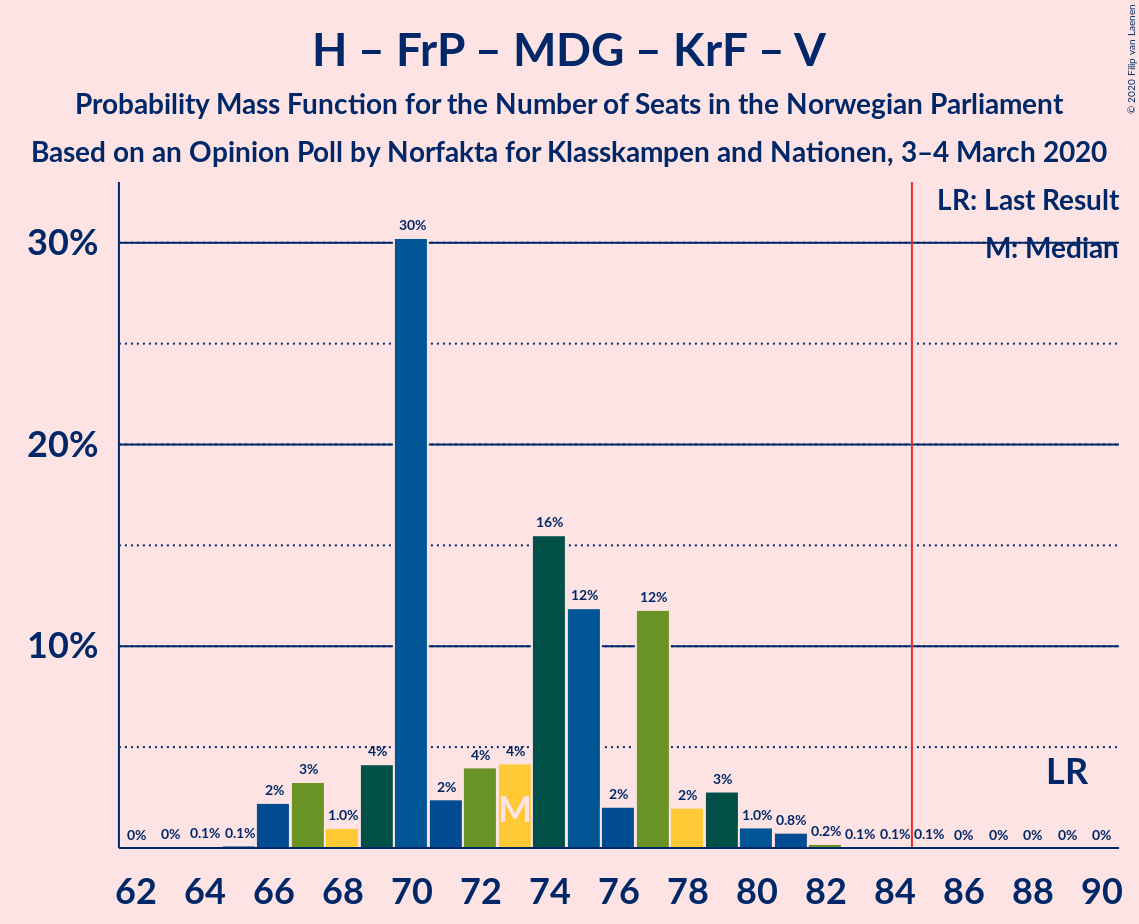 H – FrP – MDG – KrF – V
Probability Mass Function for the Number of Seats in the Norwegian Parliament
Based on an Opinion Poll by Norfakta for Klasskampen and Nationen, 3–4 March 2020
© 2020 Filip van Laenen
LR: Last Result
M: Median
30%
20%
10%
0% 0% 0.1% 0.1% 2% 3% 1.0% 4% 30% 2% 4% 4% 16% 12% 2% 12% 2% 3% 1.0% 0.8% 0.2% 0.1% 0.1% 0.1% 0% 0% 0% 0% 0%
M
LR
62 64 66 68 70 72 74 76 78 80 82 84 86 88 90